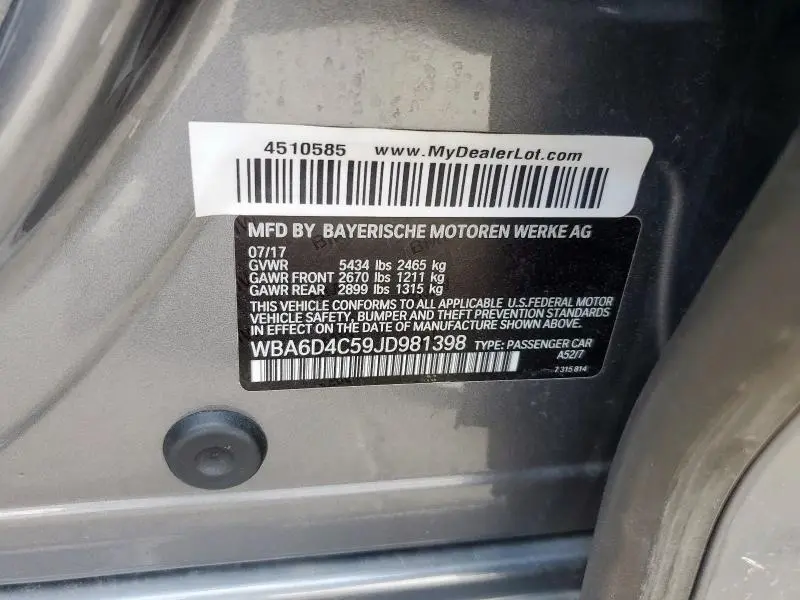 4510585 www.MyDealerLot.com
MFD BY BAYERISCHE MOTOREN WERKE AG
07/17
GVWR 5434 lbs 2465 kg
GAWR FRONT 2670 lbs 1211 kg
GAWR REAR 2899 lbs 1315 kg
THIS VEHICLE CONFORMS TO ALL APPLICABLE U.S.FEDERAL MOTOR
VEHICLE SAFETY, BUMPER AND THEFT PREVENTION STANDARDS
IN EFFECT ON THE DATE OF MANUFACTURE SHOWN ABOVE.
WBA6D4C59JD981398 TYPE: PASSENGER CAR
A52/7
7 315 814